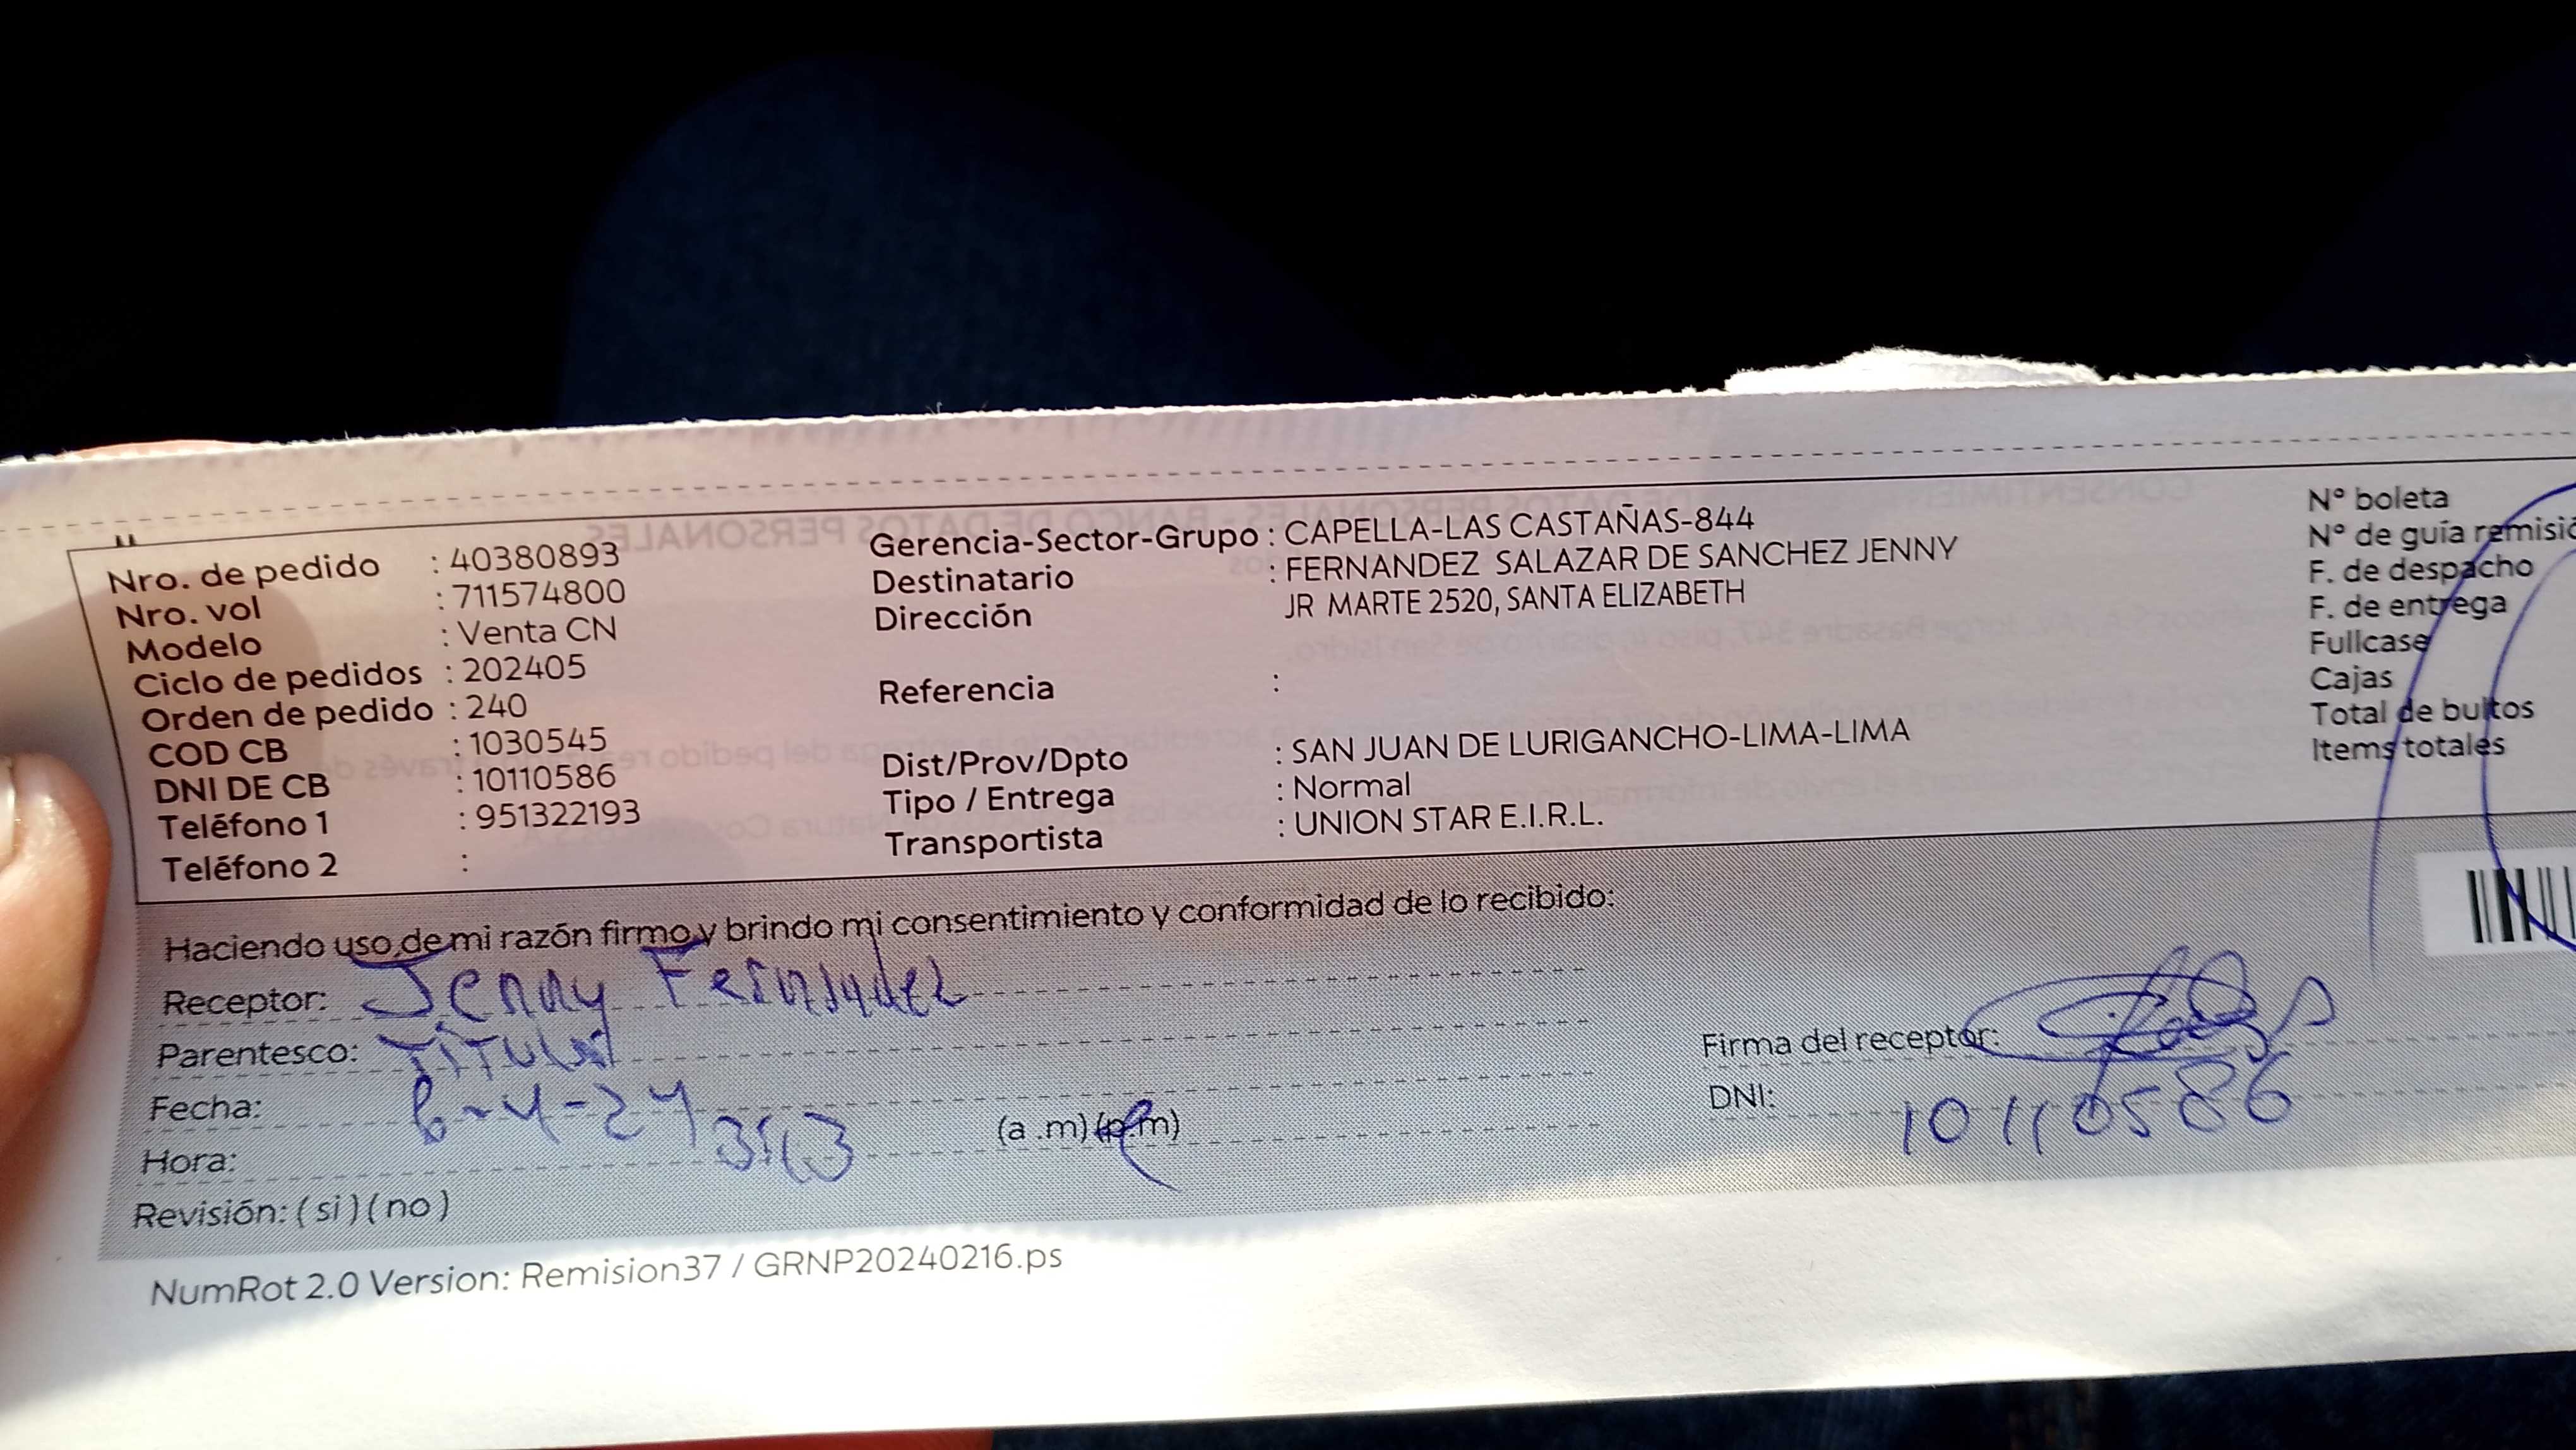 Nro. de pedido : 40380893
Nro. vol : 711574800
Modelo : Venta CN
Ciclo de pedidos : 202405
Orden de pedido : 240
COD CB : 1030545
DNI DE CB : 10110586
Teléfono 1 : 951322193
Teléfono 2 :
Gerencia-Sector-Grupo : CAPELLA-LAS CASTAÑAS-844
Destinatario : FERNANDEZ SALAZAR DE SANCHEZ JENNY
Dirección JR MARTE 2520, SANTA ELIZABETH
Referencia :
Dist/Prov/Dpto : SAN JUAN DE LURIGANCHO-LIMA-LIMA
Tipo / Entrega : Normal
Transportista : UNION STAR E.I.R.L.
N° boleta
N° de guía remisió
F. de despacho
F. de entrega
Fullcase
Cajas
Total de bultos
Items totales
Haciendo uso de mi razón firmo y brindo mi consentimiento y conformidad de lo recibido:
Receptor: Jenny Fernandez
Parentesco: Titular
Fecha: 6-4-24
Hora: (a .m) (p.m)
Revisión: ( si ) ( no )
Firma del receptor:
DNI: 10110586
NumRot 2.0 Version: Remision37 / GRNP20240216.ps